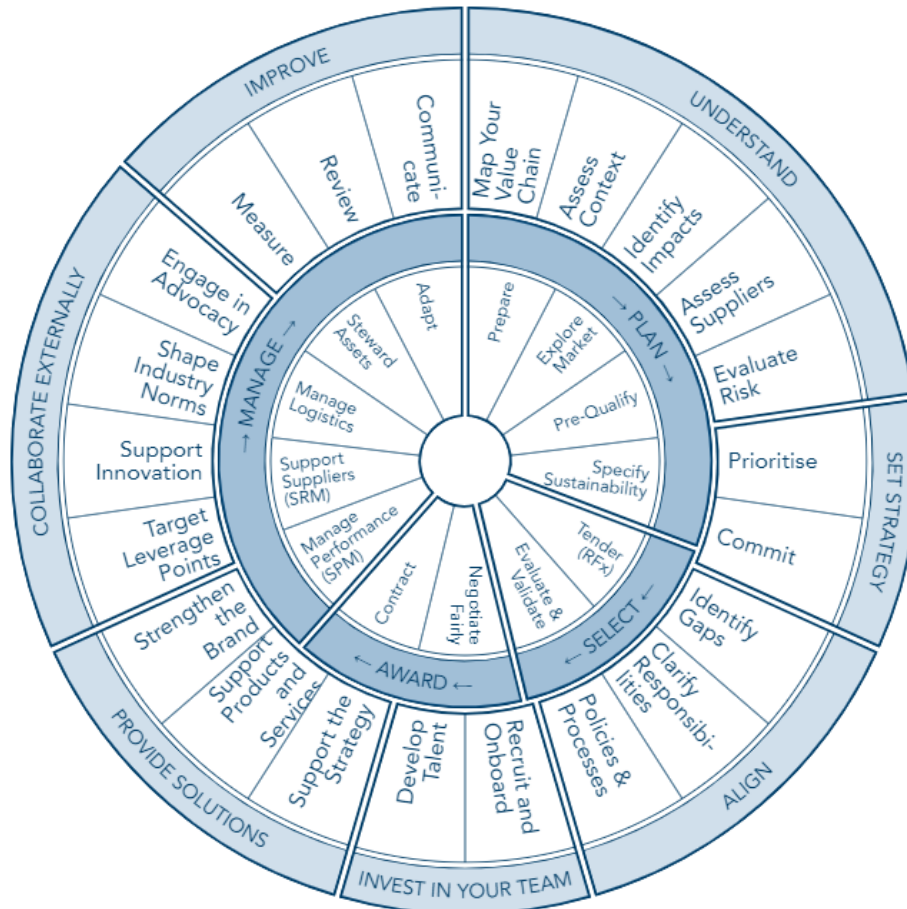 IMPROVE
UNDERSTAND
SET STRATEGY
ALIGN
INVEST IN YOUR TEAM
PROVIDE SOLUTIONS
COLLABORATE EXTERNALLY
Map Your
Value
Chain
Assess
Context
Identify
Impacts
Assess
Suppliers
Evaluate
Risk
Prioritise
Commit
Identify
Gaps
Clarify
Responsibi-
lities
Policies &
Processes
Recruit and
Onboard
Develop
Talent
Support the
Strategy
Support
Products
and
Services
Strengthen
the
Brand
Target
Leverage
Points
Support
Innovation
Shape
Industry
Norms
Engage in
Advocacy
Measure
Review
Communi-
cate
→ PLAN →
→ SELECT →
→ AWARD →
→ MANAGE →
Prepare
Explore
Market
Pre-Qualify
Specify
Sustainability
Tender
(RFx)
Evaluate &
Validate
Negotiate
Fairly
Contract
Manage
Performance
(SPM)
Support
Suppliers
(SRM)
Manage
Logistics
Steward
Assets
Adapt